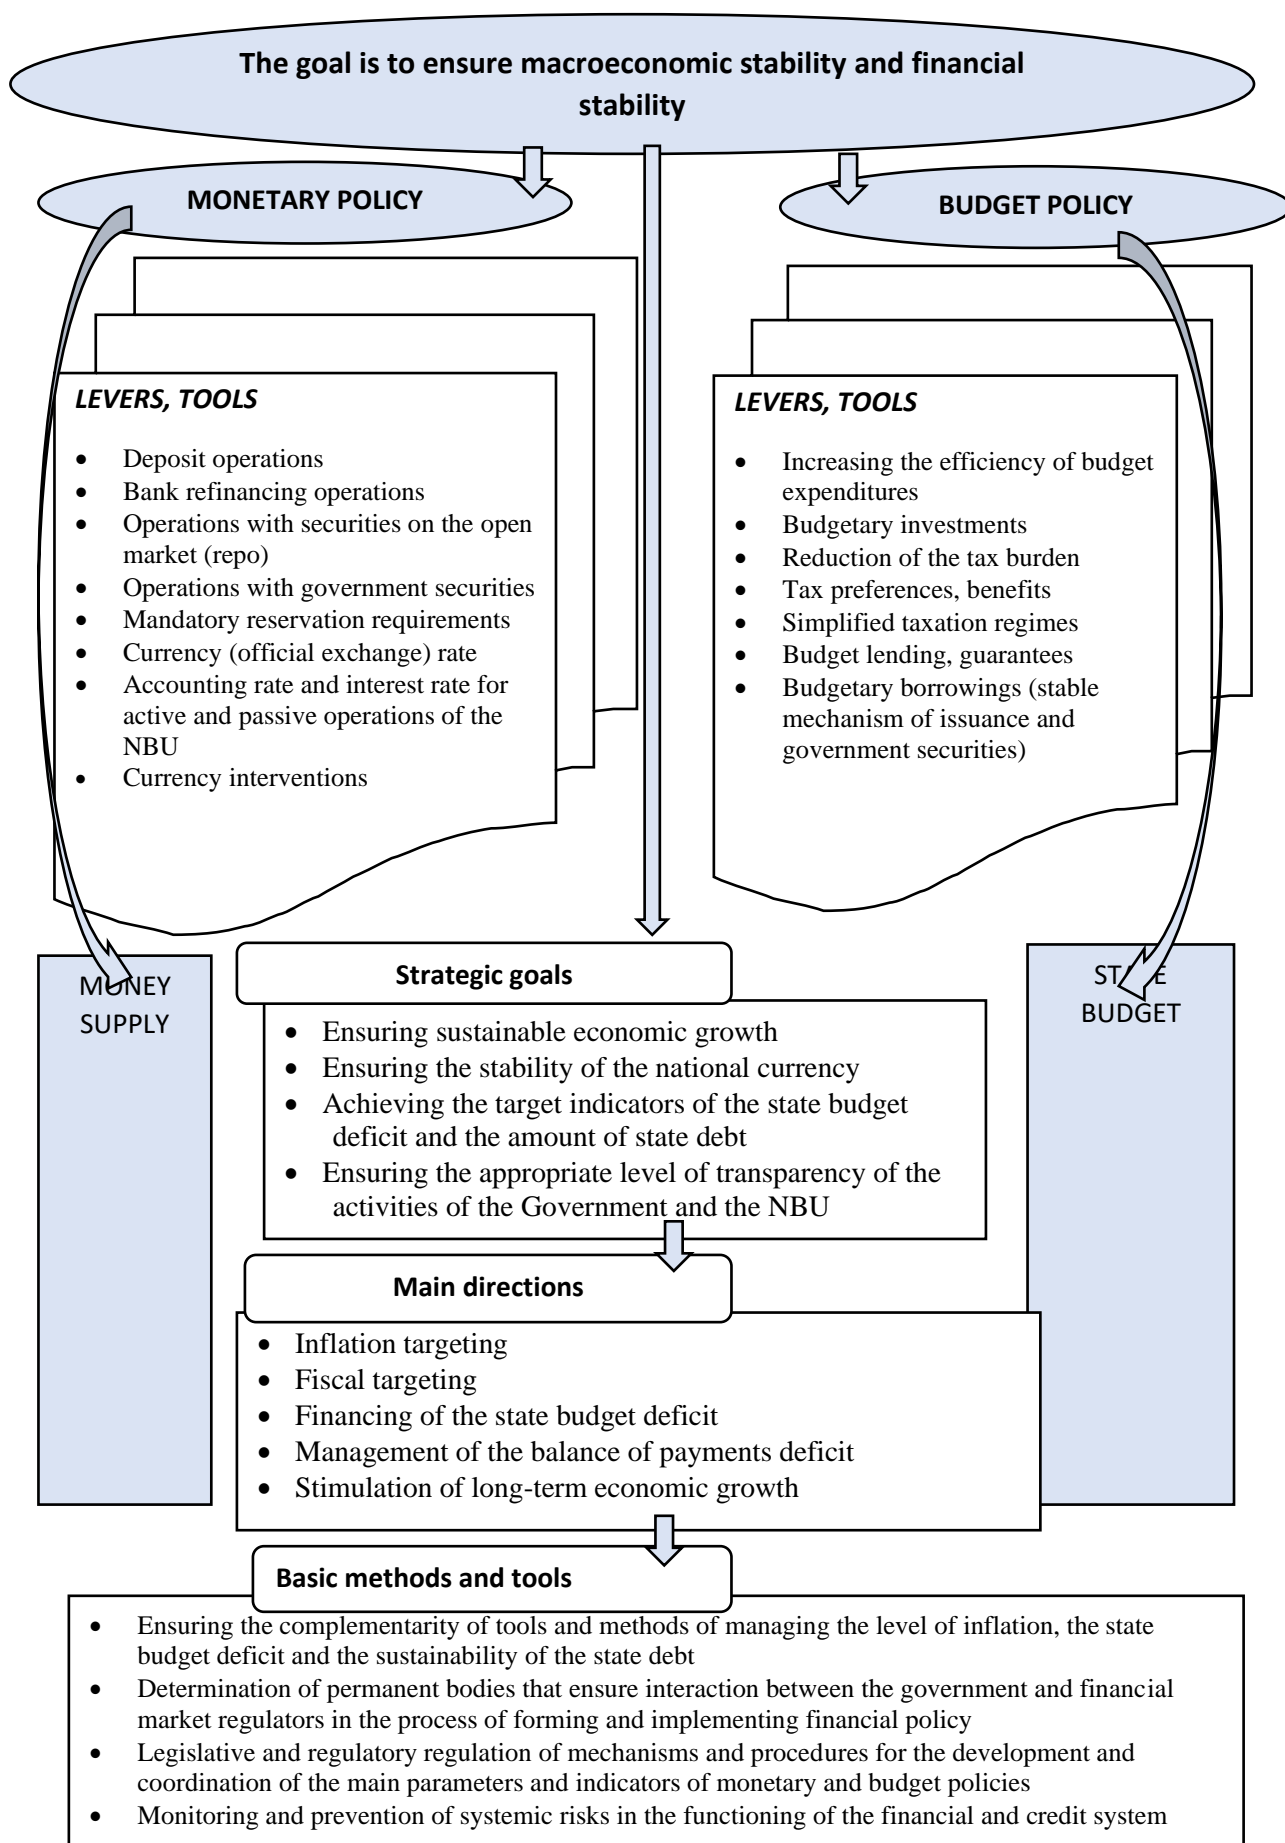 The goal is to ensure macroeconomic stability and financial
stability
MONETARY POLICY
BUDGET POLICY
LEVERS, TOOLS
• Deposit operations
• Bank refinancing operations
• Operations with securities on the open
market (repo)
• Operations with government securities
• Mandatory reservation requirements
• Currency (official exchange) rate
• Accounting rate and interest rate for
active and passive operations of the
NBU
• Currency interventions
LEVERS, TOOLS
• Increasing the efficiency of budget
expenditures
• Budgetary investments
• Reduction of the tax burden
• Tax preferences, benefits
• Simplified taxation regimes
• Budget lending, guarantees
• Budgetary borrowings (stable
mechanism of issuance and
government securities)
MONEY
SUPPLY
STATE
BUDGET
Strategic goals
• Ensuring sustainable economic growth
• Ensuring the stability of the national currency
• Achieving the target indicators of the state budget
deficit and the amount of state debt
• Ensuring the appropriate level of transparency of the
activities of the Government and the NBU
Main directions
• Inflation targeting
• Fiscal targeting
• Financing of the state budget deficit
• Management of the balance of payments deficit
• Stimulation of long-term economic growth
Basic methods and tools
• Ensuring the complementarity of tools and methods of managing the level of inflation, the state
budget deficit and the sustainability of the state debt
• Determination of permanent bodies that ensure interaction between the government and financial
market regulators in the process of forming and implementing financial policy
• Legislative and regulatory regulation of mechanisms and procedures for the development and
coordination of the main parameters and indicators of monetary and budget policies
• Monitoring and prevention of systemic risks in the functioning of the financial and credit system